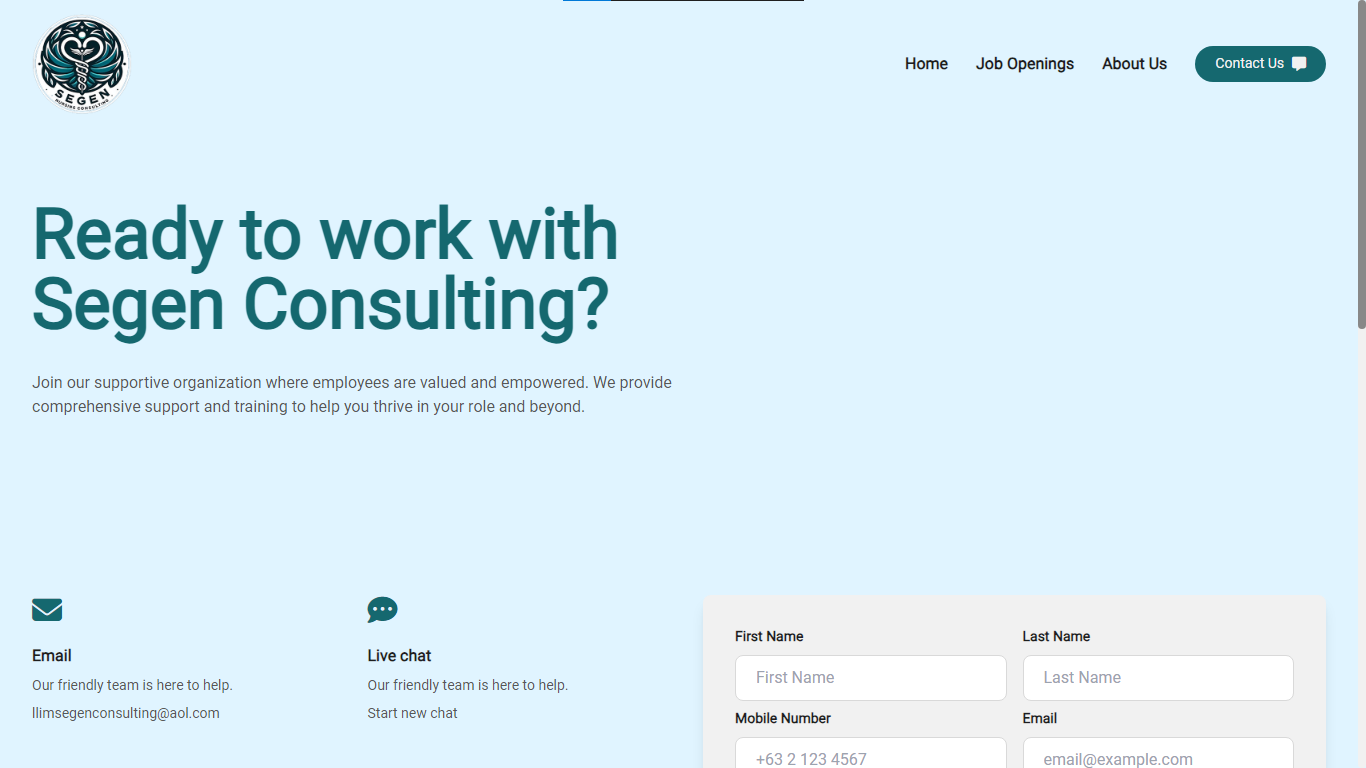 SEGEN
NURSING CONSULTING
Home
Job Openings
About Us
Contact Us
Ready to work with
Segen Consulting?
Join our supportive organization where employees are valued and empowered. We provide
comprehensive support and training to help you thrive in your role and beyond.
Email
Our friendly team is here to help.
llimsegenconsulting@aol.com
Live chat
Our friendly team is here to help.
Start new chat
First Name
Last Name
First Name
Last Name
Mobile Number
Email
+63 2 123 4567
email@example.com